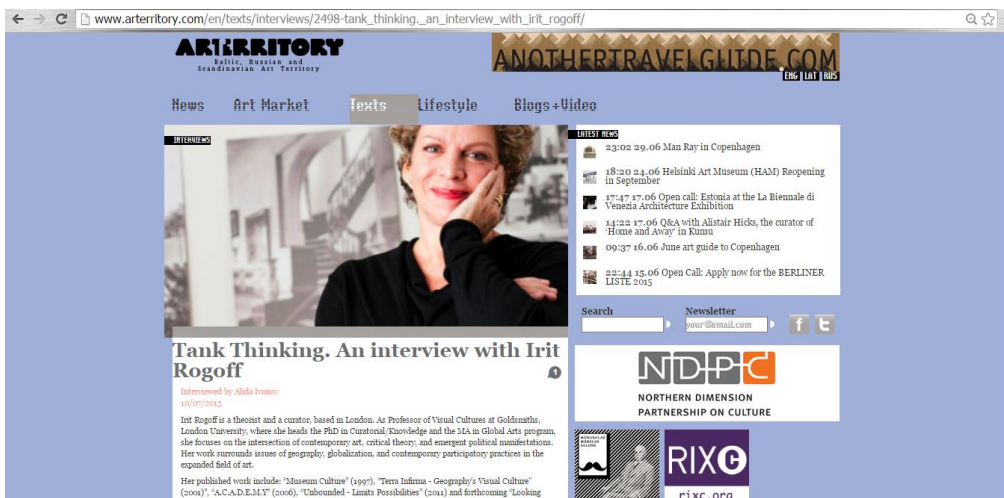 www.arterritory.com/en/texts/interviews/2498-tank_thinking._an_interview_with_irit_rogoff/
ARTERRITORY
Baltic, Russian and
Scandinavian Art Territory
ANOTHERTRAVELGUIDE.COM
ENG LAT RUS
News Art Market Texts Lifestyle Blogs+Video
INTERVIEWS
LATEST NEWS
23:02 29.06 Man Ray in Copenhagen
18:20 24.06 Helsinki Art Museum (HAM) Reopening
in September
17:47 17.06 Open call: Estonia at the La Biennale di
Venezia Architecture Exhibition
14:22 17.06 Q&A with Alistair Hicks, the curator of
'Home and Away' in Kumu
09:37 16.06 June art guide to Copenhagen
22:44 15.06 Open Call: Apply now for the BERLINER
LISTE 2015
Search Newsletter
your@email.com
Tank Thinking. An interview with Irit
Rogoff
1
Interviewed by Alida Ivanov
10/07/2013
Irit Rogoff is a theorist and a curator, based in London. As Professor of Visual Cultures at Goldsmiths,
London University, where she heads the PhD in Curatorial/Knowledge and the MA in Global Arts program,
she focuses on the intersection of contemporary art, critical theory, and emergent political manifestations.
Her work surrounds issues of geography, globalization, and contemporary participatory practices in the
expanded field of art.
Her published work include: "Museum Culture" (1997), "Terra Infirma - Geography's Visual Culture"
(2001)", "A.C.A.D.E.M.Y" (2006), "Unbounded - Limits Possibilities" (2011) and forthcoming "Looking
NDPC
NORTHERN DIMENSION
PARTNERSHIP ON CULTURE
RIXC
rixc.org